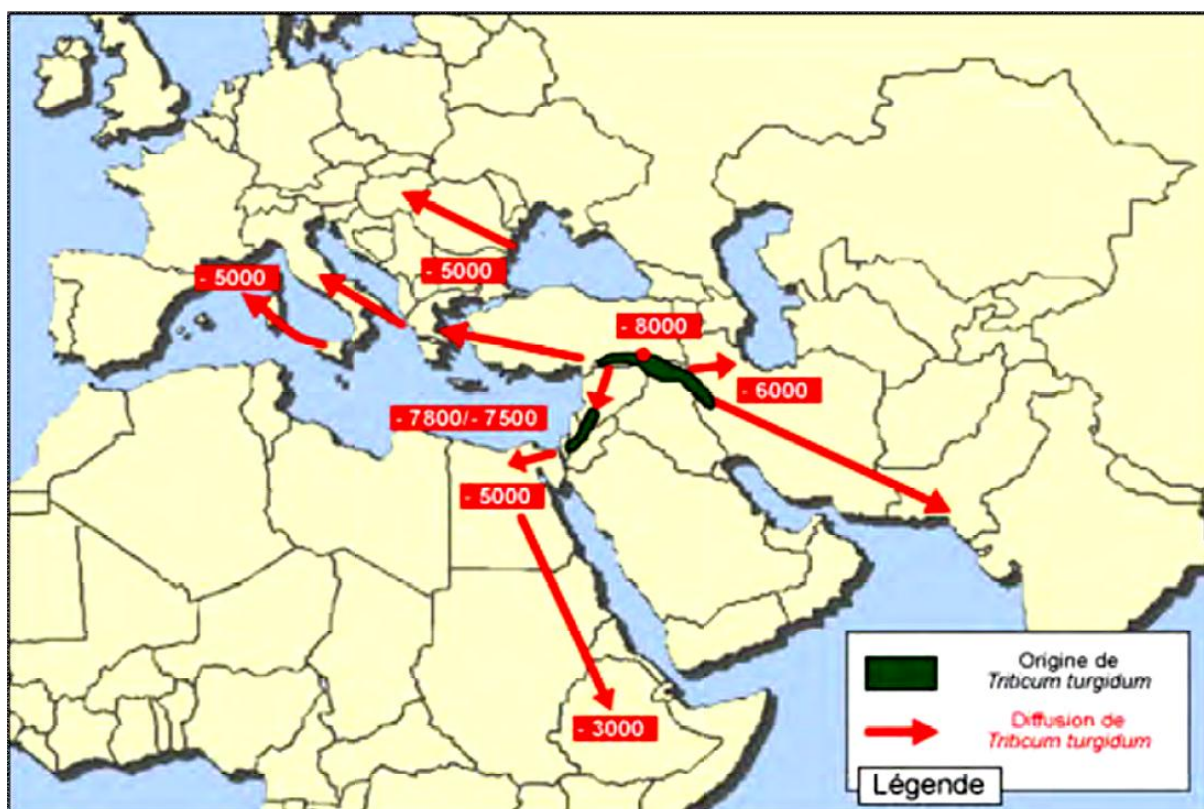 - 5000
- 5000
- 8000
- 6000
- 7800/- 7500
- 5000
- 3000
Origine de
Triticum turgidum
Diffusion de
Triticum turgidum
Légende